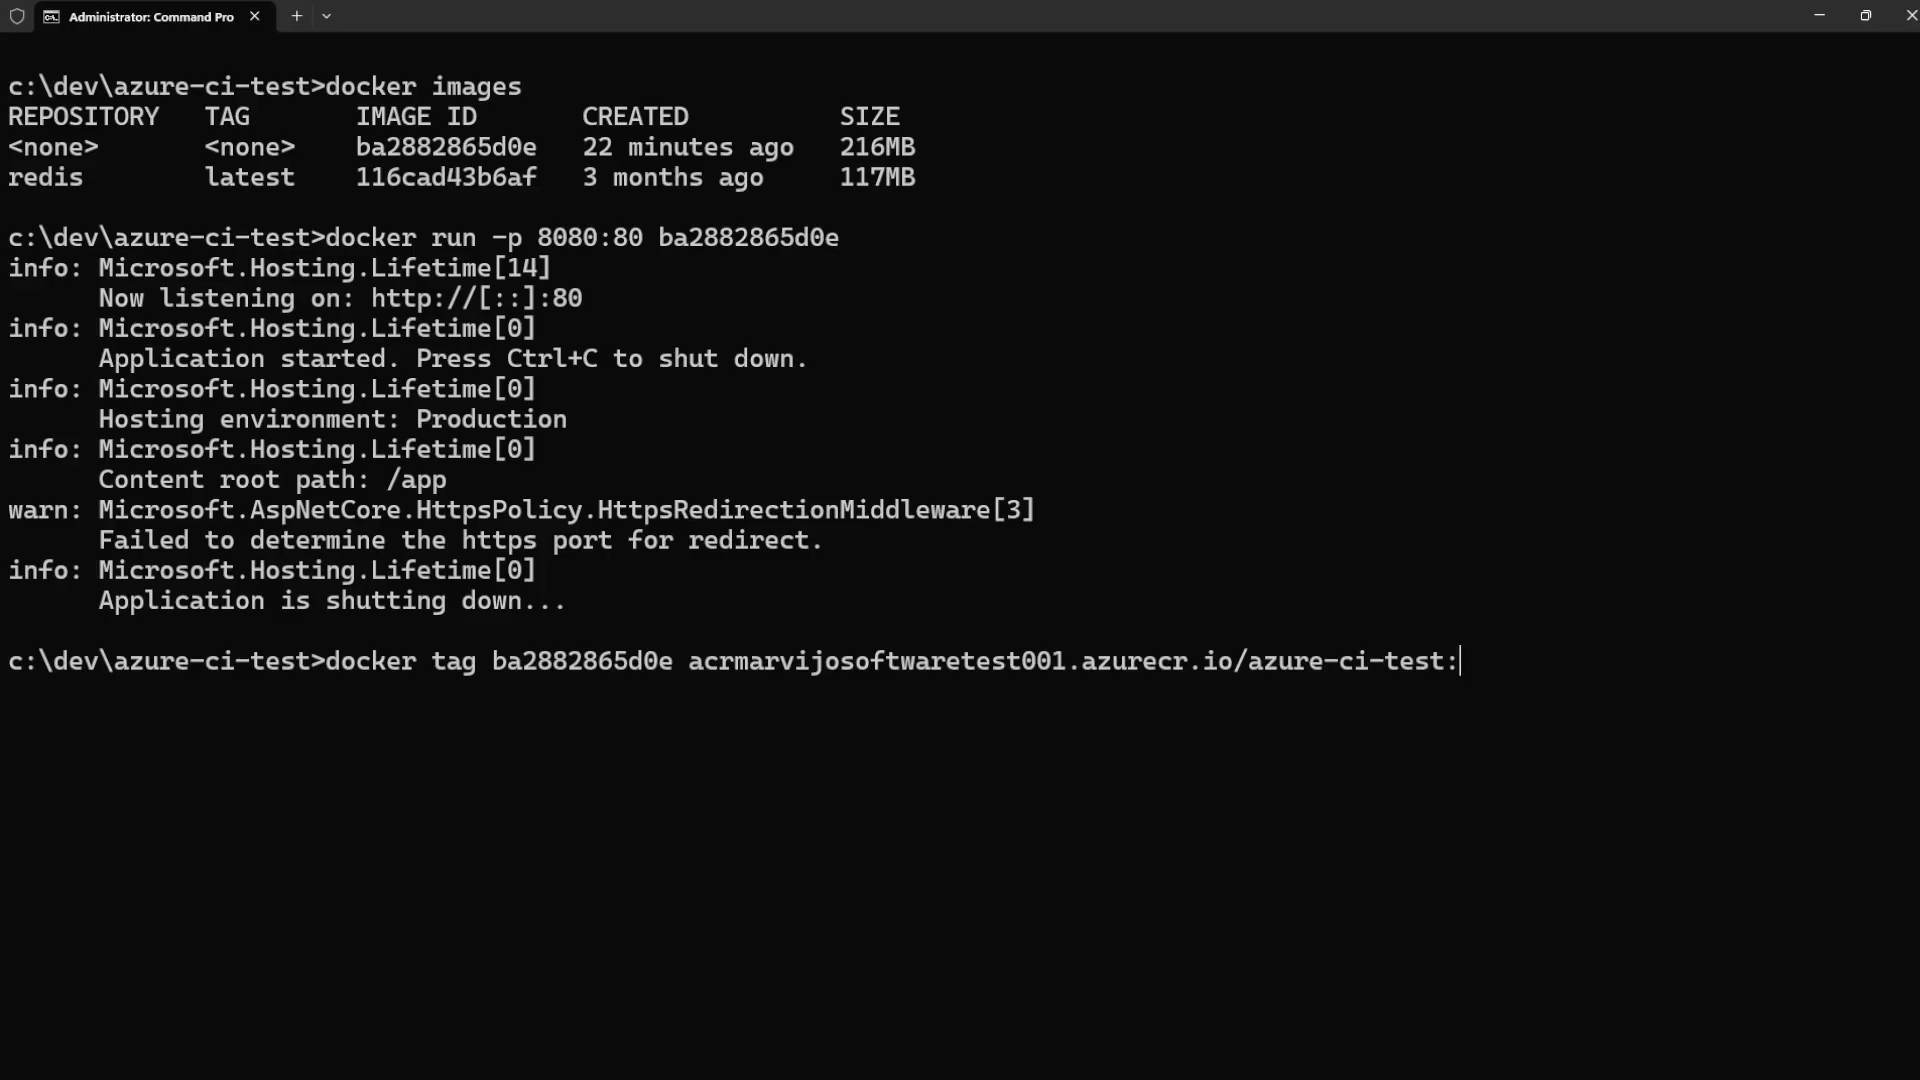 Administrator: Command Pro
c:\dev\azure-ci-test>docker images
REPOSITORY   TAG       IMAGE ID       CREATED          SIZE
<none>       <none>    ba2882865d0e   22 minutes ago   216MB
redis        latest    116cad43b6af   3 months ago     117MB
c:\dev\azure-ci-test>docker run -p 8080:80 ba2882865d0e
info: Microsoft.Hosting.Lifetime[14]
      Now listening on: http://[::]:80
info: Microsoft.Hosting.Lifetime[0]
      Application started. Press Ctrl+C to shut down.
info: Microsoft.Hosting.Lifetime[0]
      Hosting environment: Production
info: Microsoft.Hosting.Lifetime[0]
      Content root path: /app
warn: Microsoft.AspNetCore.HttpsPolicy.HttpsRedirectionMiddleware[3]
      Failed to determine the https port for redirect.
info: Microsoft.Hosting.Lifetime[0]
      Application is shutting down...
c:\dev\azure-ci-test>docker tag ba2882865d0e acrmarvijosoftwaretest001.azurecr.io/azure-ci-test: